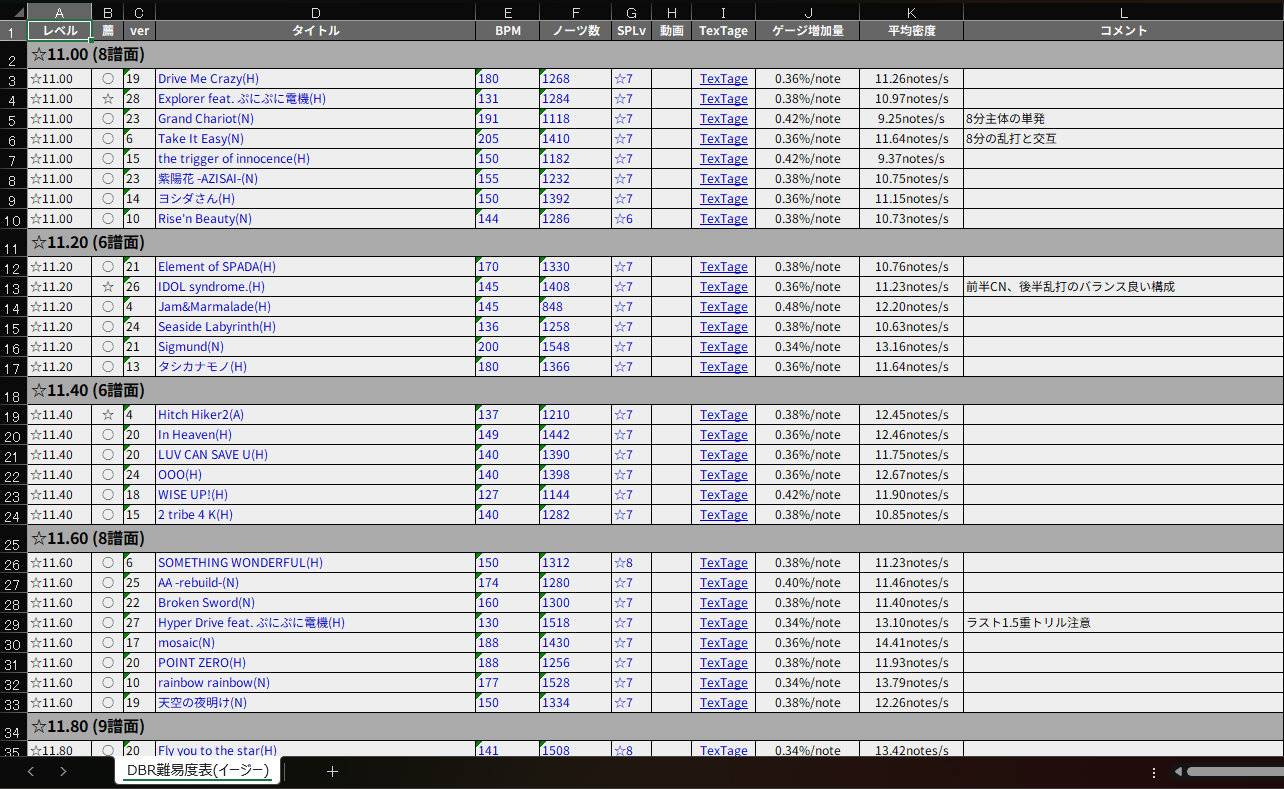 A B C D E F G H I J K L
1 レベル 薦 ver タイトル BPM ノーツ数 SPLv 動画 TexTage ゲージ増加量 平均密度 コメント
2 ☆11.00 (8譜面)
3 ☆11.00 ○ 19 Drive Me Crazy(H) 180 1268 ☆7 TexTage 0.36%/note 11.26notes/s
4 ☆11.00 ☆ 28 Explorer feat. ぷにぷに電機(H) 131 1284 ☆7 TexTage 0.38%/note 10.97notes/s
5 ☆11.00 ○ 23 Grand Chariot(N) 191 1118 ☆7 TexTage 0.42%/note 9.25notes/s 8分主体の単発
6 ☆11.00 ○ 6 Take It Easy(N) 205 1410 ☆7 TexTage 0.36%/note 11.64notes/s 8分の乱打と交互
7 ☆11.00 ○ 15 the trigger of innocence(H) 150 1182 ☆7 TexTage 0.42%/note 9.37notes/s
8 ☆11.00 ○ 23 紫陽花 -AZISAI-(N) 155 1232 ☆7 TexTage 0.38%/note 10.75notes/s
9 ☆11.00 ○ 14 ヨシダさん(H) 150 1392 ☆7 TexTage 0.36%/note 11.15notes/s
10 ☆11.00 ○ 10 Rise'n Beauty(N) 144 1286 ☆6 TexTage 0.38%/note 10.73notes/s
11 ☆11.20 (6譜面)
12 ☆11.20 ○ 21 Element of SPADA(H) 170 1330 ☆7 TexTage 0.38%/note 10.76notes/s
13 ☆11.20 ☆ 26 IDOL syndrome.(H) 145 1408 ☆7 TexTage 0.36%/note 11.23notes/s 前半CN、後半乱打のバランス良い構成
14 ☆11.20 ○ 4 Jam&Marmalade(H) 145 848 ☆7 TexTage 0.48%/note 12.20notes/s
15 ☆11.20 ○ 24 Seaside Labyrinth(H) 136 1258 ☆7 TexTage 0.38%/note 10.63notes/s
16 ☆11.20 ○ 21 Sigmund(N) 200 1548 ☆7 TexTage 0.34%/note 13.16notes/s
17 ☆11.20 ○ 13 タシカナモノ(H) 180 1366 ☆7 TexTage 0.36%/note 11.64notes/s
18 ☆11.40 (6譜面)
19 ☆11.40 ☆ 4 Hitch Hiker2(A) 137 1210 ☆7 TexTage 0.38%/note 12.45notes/s
20 ☆11.40 ○ 20 In Heaven(H) 149 1442 ☆7 TexTage 0.36%/note 12.46notes/s
21 ☆11.40 ○ 20 LUV CAN SAVE U(H) 140 1390 ☆7 TexTage 0.36%/note 11.75notes/s
22 ☆11.40 ○ 24 OOO(H) 140 1398 ☆7 TexTage 0.36%/note 12.67notes/s
23 ☆11.40 ○ 18 WISE UP!(H) 127 1144 ☆7 TexTage 0.42%/note 11.90notes/s
24 ☆11.40 ○ 15 2 tribe 4 K(H) 140 1282 ☆7 TexTage 0.38%/note 10.85notes/s
25 ☆11.60 (8譜面)
26 ☆11.60 ○ 6 SOMETHING WONDERFUL(H) 150 1312 ☆8 TexTage 0.38%/note 11.23notes/s
27 ☆11.60 ○ 25 AA -rebuild-(N) 174 1280 ☆7 TexTage 0.40%/note 11.46notes/s
28 ☆11.60 ○ 22 Broken Sword(N) 160 1300 ☆7 TexTage 0.38%/note 11.40notes/s
29 ☆11.60 ○ 27 Hyper Drive feat. ぷにぷに電機(H) 130 1518 ☆7 TexTage 0.34%/note 13.10notes/s ラスト1.5重トリル注意
30 ☆11.60 ○ 17 mosaic(N) 188 1430 ☆7 TexTage 0.36%/note 14.41notes/s
31 ☆11.60 ○ 20 POINT ZERO(H) 188 1256 ☆7 TexTage 0.38%/note 11.93notes/s
32 ☆11.60 ○ 10 rainbow rainbow(N) 177 1528 ☆7 TexTage 0.34%/note 13.79notes/s
33 ☆11.60 ○ 19 天空の夜明け(N) 150 1334 ☆7 TexTage 0.38%/note 12.26notes/s
34 ☆11.80 (9譜面)
35 ☆11.80 ○ 20 Fly you to the star(H) 141 1508 ☆8 TexTage 0.34%/note 13.42notes/s
DBR難易度表(イージー)